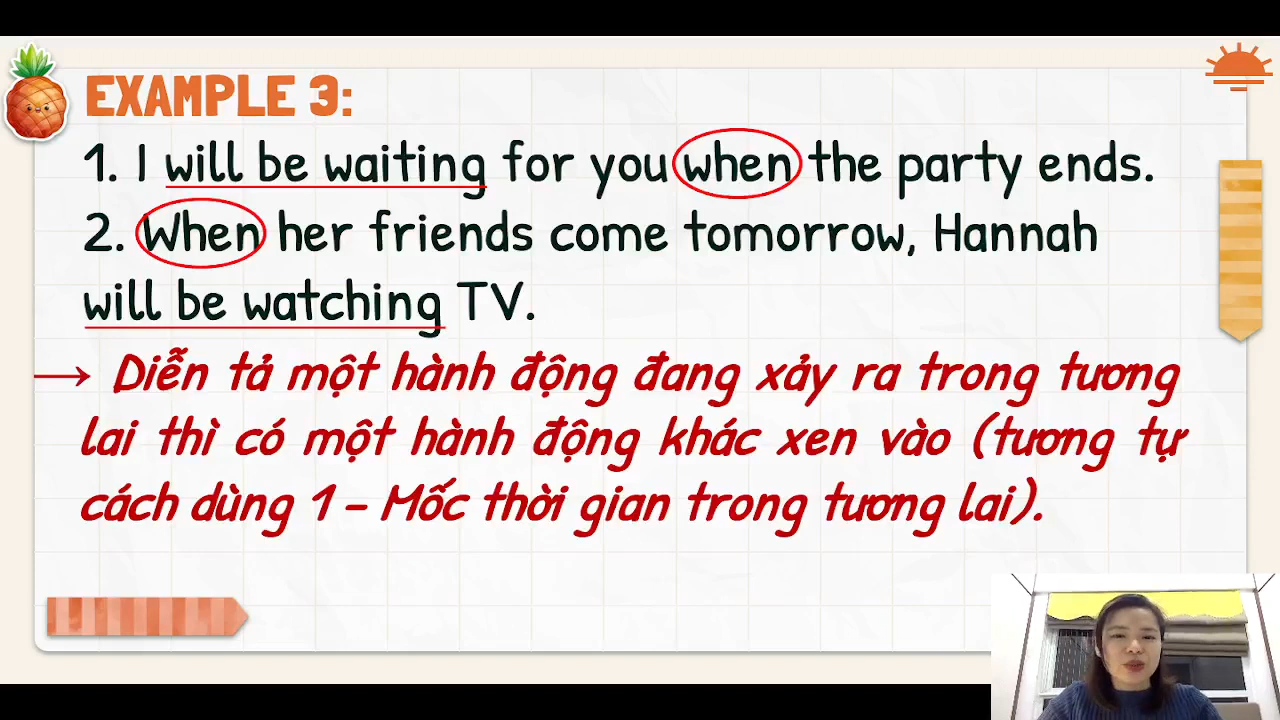 EXAMPLE 3:
1. I will be waiting for you when the party ends.
2. When her friends come tomorrow, Hannah
will be watching TV.
→ Diễn tả một hành động đang xảy ra trong tương
lai thì có một hành động khác xen vào (tương tự
cách dùng 1 – Mốc thời gian trong tương lai).